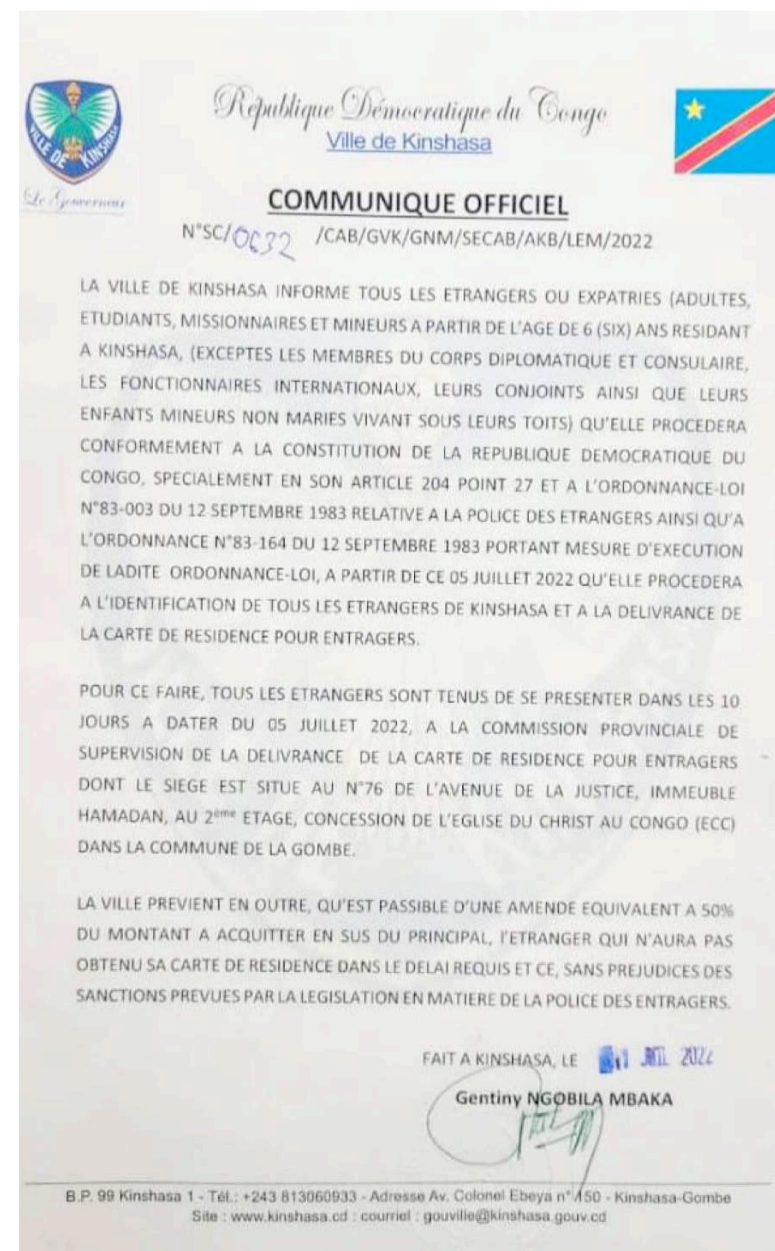 République Démocratique du Congo
Ville de Kinshasa
VILLE DE KINSHASA
Le Gouverneur
COMMUNIQUE OFFICIEL
N°SC/0632 /CAB/GVK/GNM/SECAB/AKB/LEM/2022
LA VILLE DE KINSHASA INFORME TOUS LES ETRANGERS OU EXPATRIES (ADULTES,
ETUDIANTS, MISSIONNAIRES ET MINEURS A PARTIR DE L'AGE DE 6 (SIX) ANS RESIDANT
A KINSHASA, (EXCEPTES LES MEMBRES DU CORPS DIPLOMATIQUE ET CONSULAIRE,
LES FONCTIONNAIRES INTERNATIONAUX, LEURS CONJOINTS AINSI QUE LEURS
ENFANTS MINEURS NON MARIES VIVANT SOUS LEURS TOITS) QU'ELLE PROCEDERA
CONFORMEMENT A LA CONSTITUTION DE LA REPUBLIQUE DEMOCRATIQUE DU
CONGO, SPECIALEMENT EN SON ARTICLE 204 POINT 27 ET A L'ORDONNANCE-LOI
N°83-003 DU 12 SEPTEMBRE 1983 RELATIVE A LA POLICE DES ETRANGERS AINSI QU'A
L'ORDONNANCE N°83-164 DU 12 SEPTEMBRE 1983 PORTANT MESURE D'EXECUTION
DE LADITE ORDONNANCE-LOI, A PARTIR DE CE 05 JUILLET 2022 QU'ELLE PROCEDERA
A L'IDENTIFICATION DE TOUS LES ETRANGERS DE KINSHASA ET A LA DELIVRANCE DE
LA CARTE DE RESIDENCE POUR ENTRAGERS.
POUR CE FAIRE, TOUS LES ETRANGERS SONT TENUS DE SE PRESENTER DANS LES 10
JOURS A DATER DU 05 JUILLET 2022, A LA COMMISSION PROVINCIALE DE
SUPERVISION DE LA DELIVRANCE DE LA CARTE DE RESIDENCE POUR ENTRAGERS
DONT LE SIEGE EST SITUE AU N°76 DE L'AVENUE DE LA JUSTICE, IMMEUBLE
HAMADAN, AU 2ème ETAGE, CONCESSION DE L'EGLISE DU CHRIST AU CONGO (ECC)
DANS LA COMMUNE DE LA GOMBE.
LA VILLE PREVIENT EN OUTRE, QU'EST PASSIBLE D'UNE AMENDE EQUIVALENT A 50%
DU MONTANT A ACQUITTER EN SUS DU PRINCIPAL, l'ETRANGER QUI N'AURA PAS
OBTENU SA CARTE DE RESIDENCE DANS LE DELAI REQUIS ET CE, SANS PREJUDICES DES
SANCTIONS PREVUES PAR LA LEGISLATION EN MATIERE DE LA POLICE DES ENTRAGERS.
FAIT A KINSHASA, LE 2022
Gentiny NGOBILA MBAKA
B.P. 99 Kinshasa 1 - Tél.: +243 813060933 - Adresse Av. Colonel Ebeya n° 150 - Kinshasa-Gombe
Site : www.kinshasa.cd : courriel : gouville@kinshasa.gouv.cd